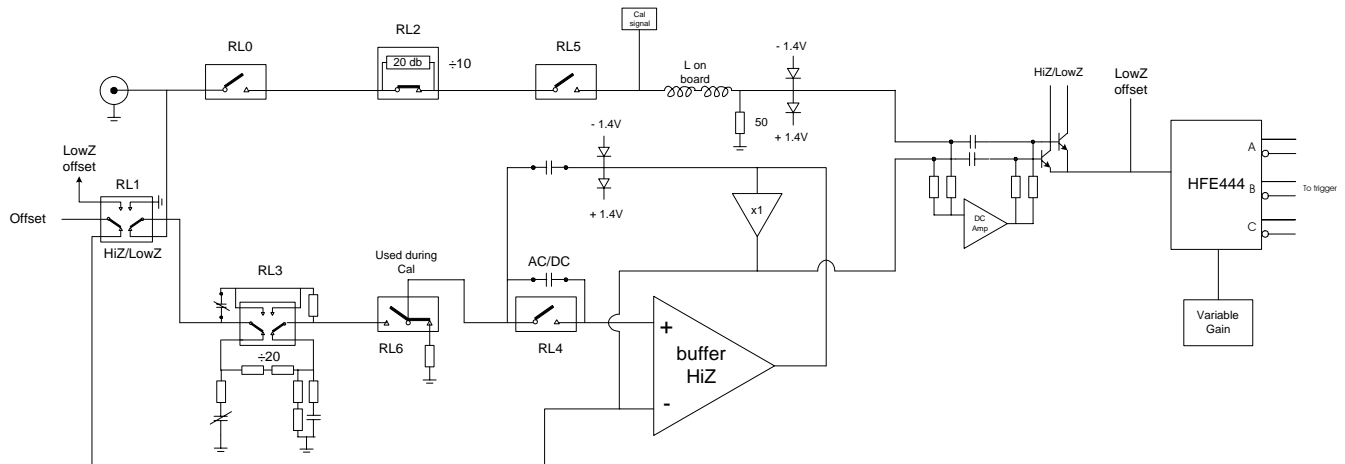 Cal
signal
RL0
RL2
20 db
÷10
RL5
L on
board
- 1.4V
+ 1.4V
50
HiZ/LowZ
LowZ
offset
- 1.4V
+ 1.4V
LowZ
offset
RL1
Offset
HiZ/LowZ
x1
DC
Amp
HFE444
A
B
C
To trigger
RL3
÷20
Used during
Cal
RL6
AC/DC
RL4
+
buffer
HiZ
-
Variable
Gain